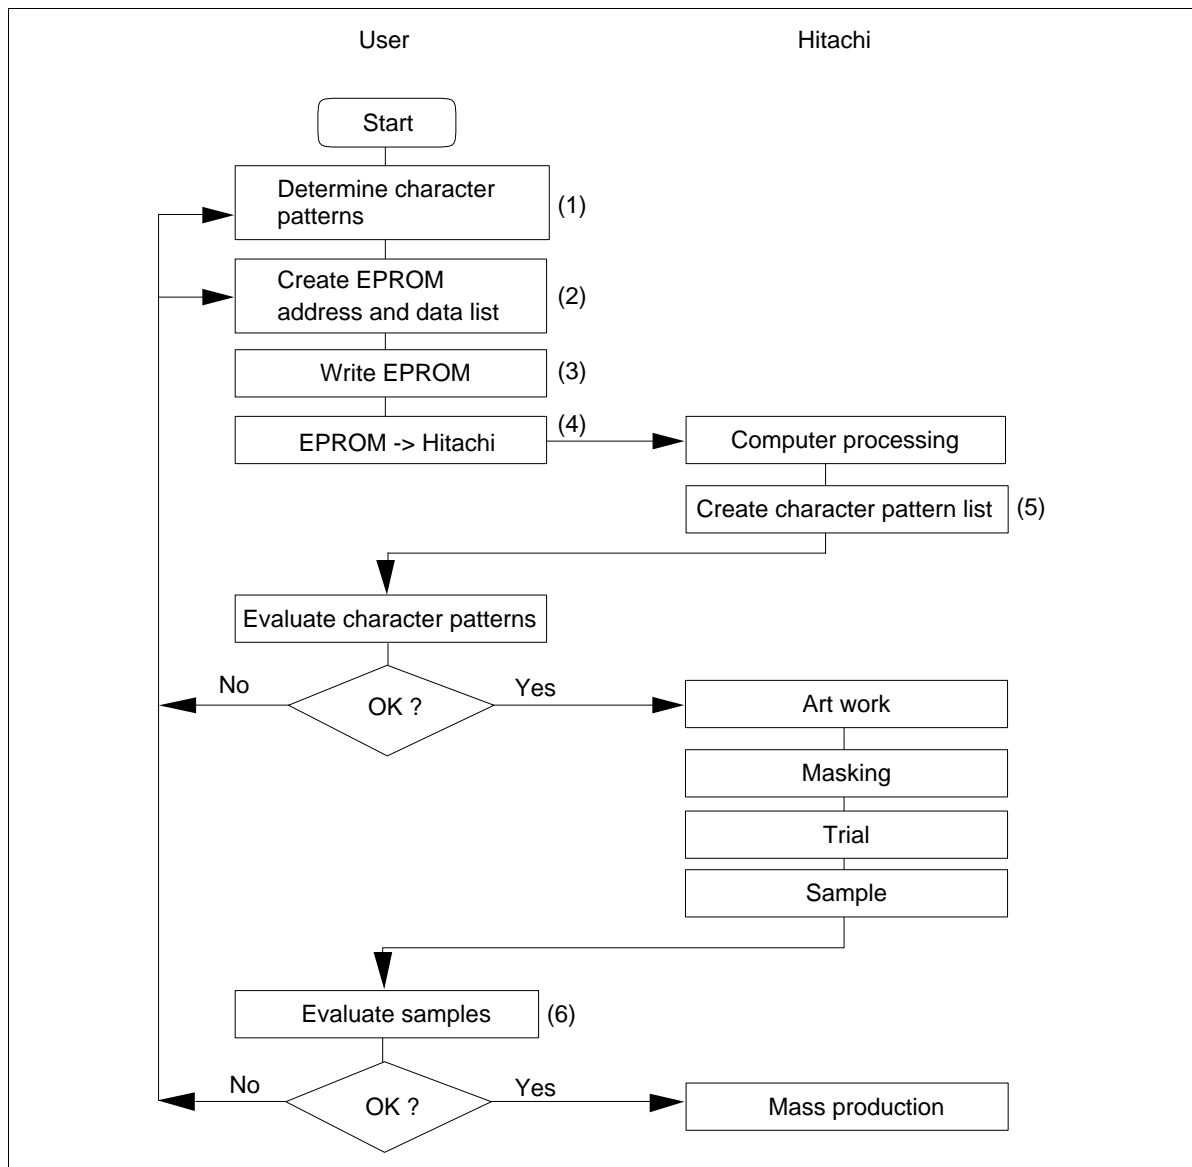 User
Hitachi
Start
Determine character
patterns
(1)
Create EPROM
address and data list
(2)
Write EPROM
(3)
EPROM -> Hitachi
(4)
Computer processing
Create character pattern list
(5)
Evaluate character patterns
No
OK ?
Yes
Art work
Masking
Trial
Sample
Evaluate samples
(6)
No
OK ?
Yes
Mass production